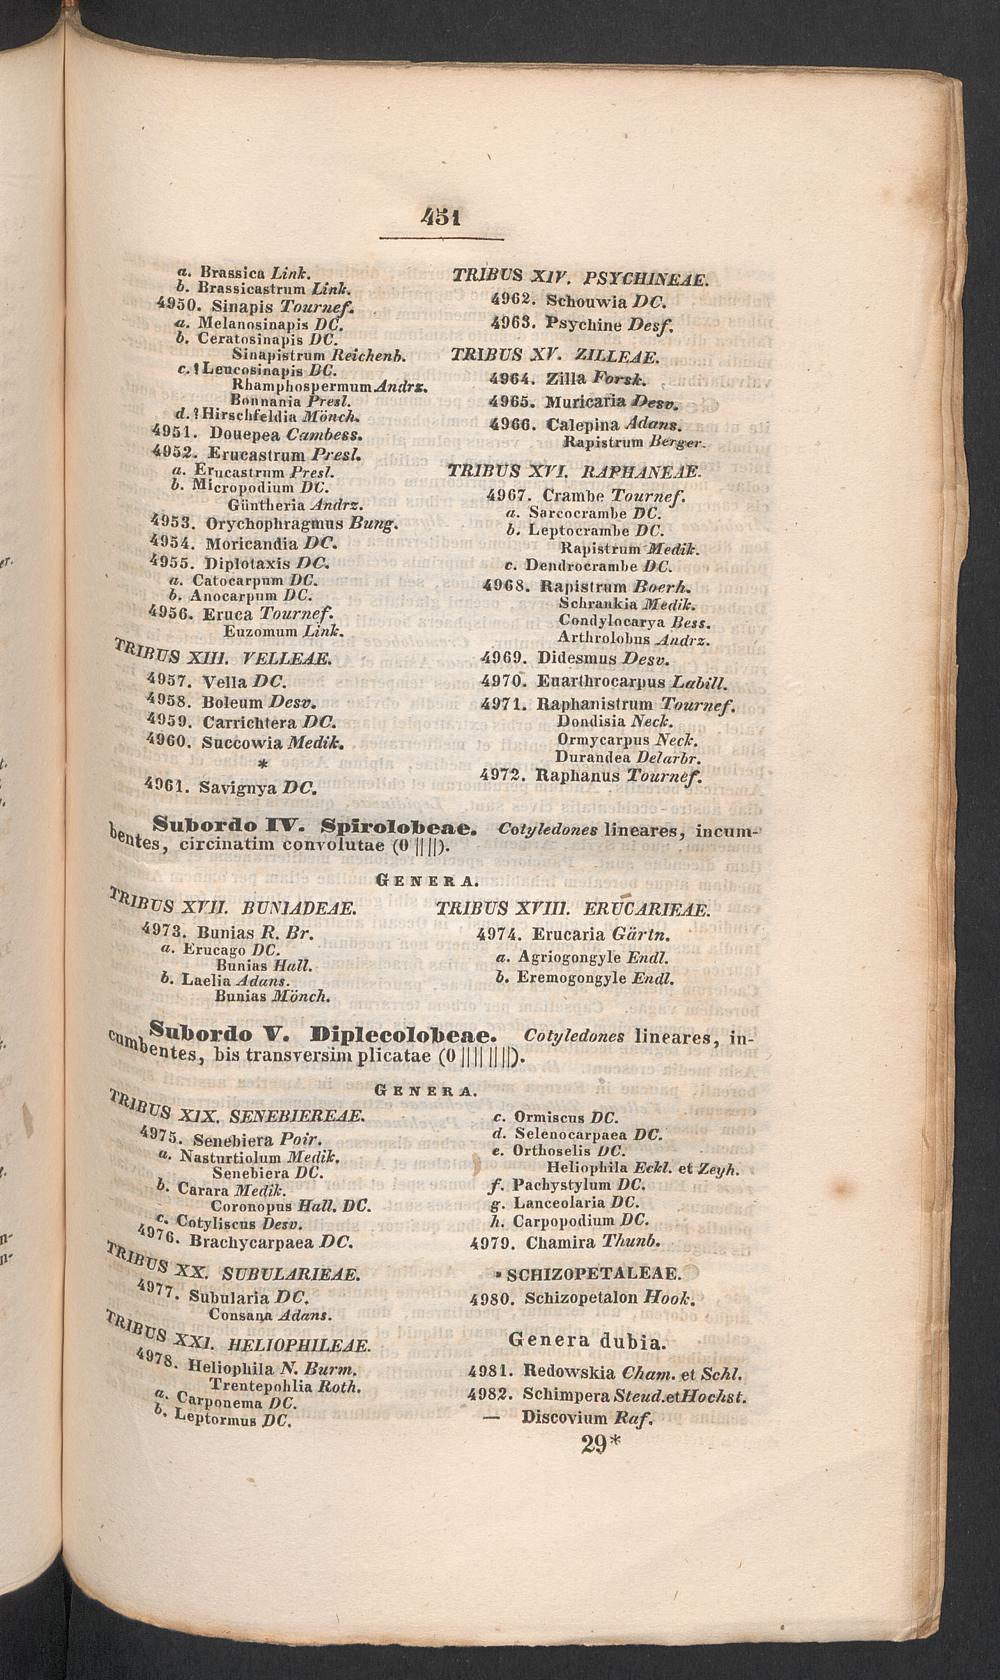 451
a. Brassica Link.
b. Brassicastrum Link.
4950. Sinapis Tournef.
a. Melanosinapis DC.
b. Ceratosinapis DC.
Sinapistrum Reichenb.
c. ? Leucosinapis DC.
Rhamphospermum Andrz.
Bonnania Presl.
d. ? Hirschfeldia Mönch.
4951. Douepea Cambess.
4952. Erucastrum Presl.
a. Erucastrum Presl.
b. Micropodium DC.
Güntheria Andrz.
4953. Orychophragmus Bung.
4954. Moricandia DC.
4955. Diplotaxis DC.
a. Catocarpum DC.
b. Anocarpum DC.
4956. Eruca Tournef.
Euzomum Link.
TRIBUS XIII. VELLEAE.
4957. Vella DC.
4958. Boleum Desv.
4959. Carrichtera DC.
4960. Succowia Medik.
*
4961. Savignya DC.
TRIBUS XIV. PSYCHINEAE.
4962. Schouwia DC.
4963. Psychine Desf.
TRIBUS XV. ZILLEAE.
4964. Zilla Forsk.
4965. Muricaria Desv.
4966. Calepina Adans.
Rapistrum Berger.
TRIBUS XVI. RAPHANEAE.
4967. Crambe Tournef.
a. Sarcocrambe DC.
b. Leptocrambe DC.
Rapistrum Medik.
c. Dendrocrambe DC.
4968. Rapistrum Boerh.
Schrankia Medik.
Condylocarya Bess.
Arthrolobus Andrz.
4969. Didesmus Desv.
4970. Enarthrocarpus Labill.
4971. Raphanistrum Tournef.
Dondisia Neck.
Ormycarpus Neck.
Durandea Delarbr.
4972. Raphanus Tournef.
Subordo IV. Spirolobeae. Cotyledones lineares, incum-
bentes, circinatim convolutae (0 || ||).
GENERA.
TRIBUS XVII. BUNIADEAE.
4973. Bunias R. Br.
a. Erucago DC.
Bunias Hall.
b. Laelia Adans.
Bunias Mönch.
TRIBUS XVIII. ERUCARIEAE.
4974. Erucaria Gärtn.
a. Agriogongyle Endl.
b. Eremogongyle Endl.
Subordo V. Diplecolobeae. Cotyledones lineares, in-
cumbentes, bis transversim plicatae (0 || || || ||).
GENERA.
TRIBUS XIX. SENEBIEREAE.
4975. Senebiera Poir.
a. Nasturtiolum Medik.
Senebiera DC.
b. Carara Medik.
Coronopus Hall. DC.
c. Cotyliscus Desv.
4976. Brachycarpaea DC.
TRIBUS XX. SUBULARIEAE.
4977. Subularia DC.
Consana Adans.
TRIBUS XXI. HELIOPHILEAE.
4978. Heliophila N. Burm.
Trentepohlia Roth.
a. Carponema DC.
b. Leptormus DC.
c. Ormiscus DC.
d. Selenocarpaea DC.
e. Orthoselis DC.
Heliophila Eckl. et Zeyh.
f. Pachystylum DC.
g. Lanceolaria DC.
h. Carpopodium DC.
4979. Chamira Thunb.
* SCHIZOPETALEAE.
4980. Schizopetalon Hook.
Genera dubia.
4981. Redowskia Cham. et Schl.
4982. Schimpera Steud. et Hochst.
— Discovium Raf.
29*